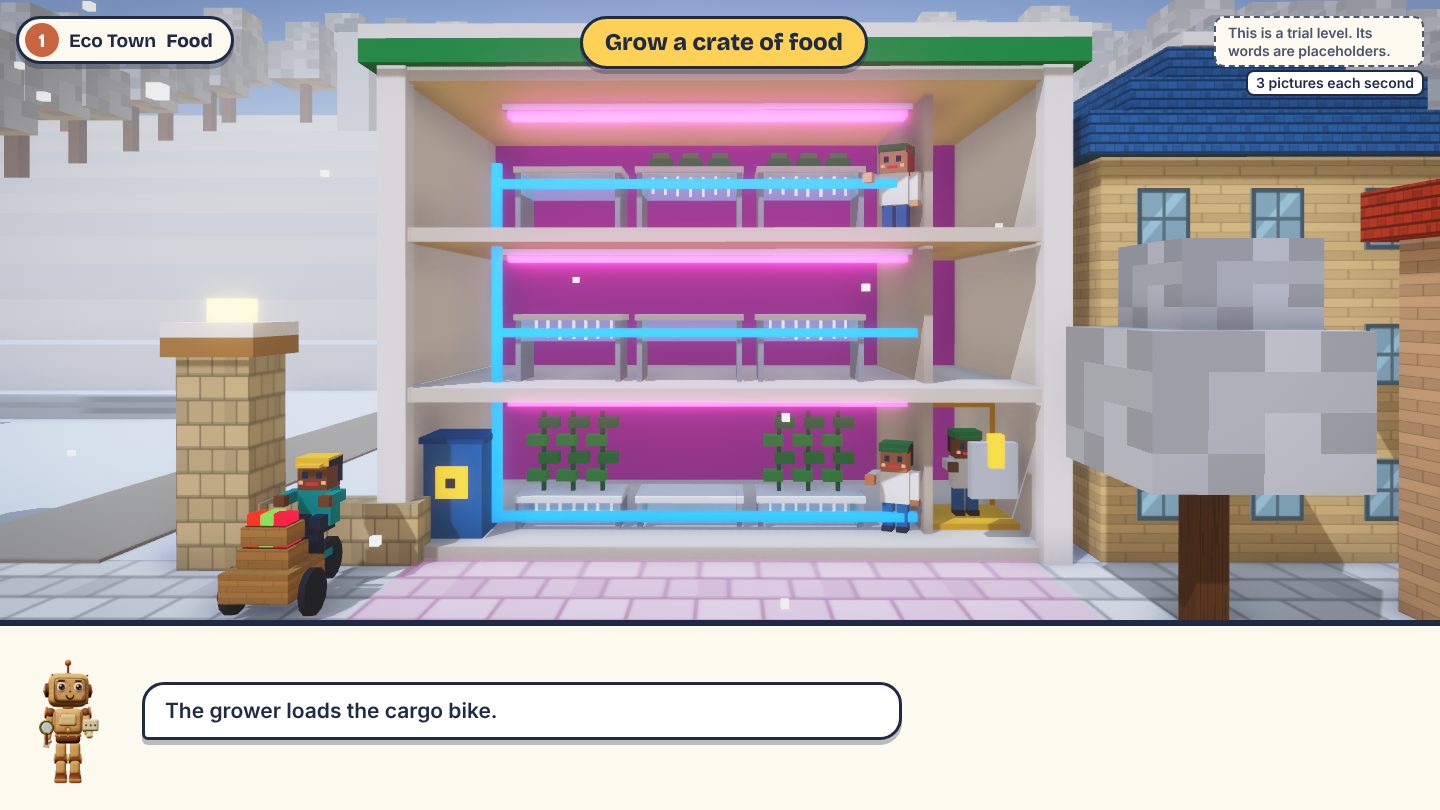 1 Eco Town Food
Grow a crate of food
This is a trial level. Its
words are placeholders.
3 pictures each second
The grower loads the cargo bike.